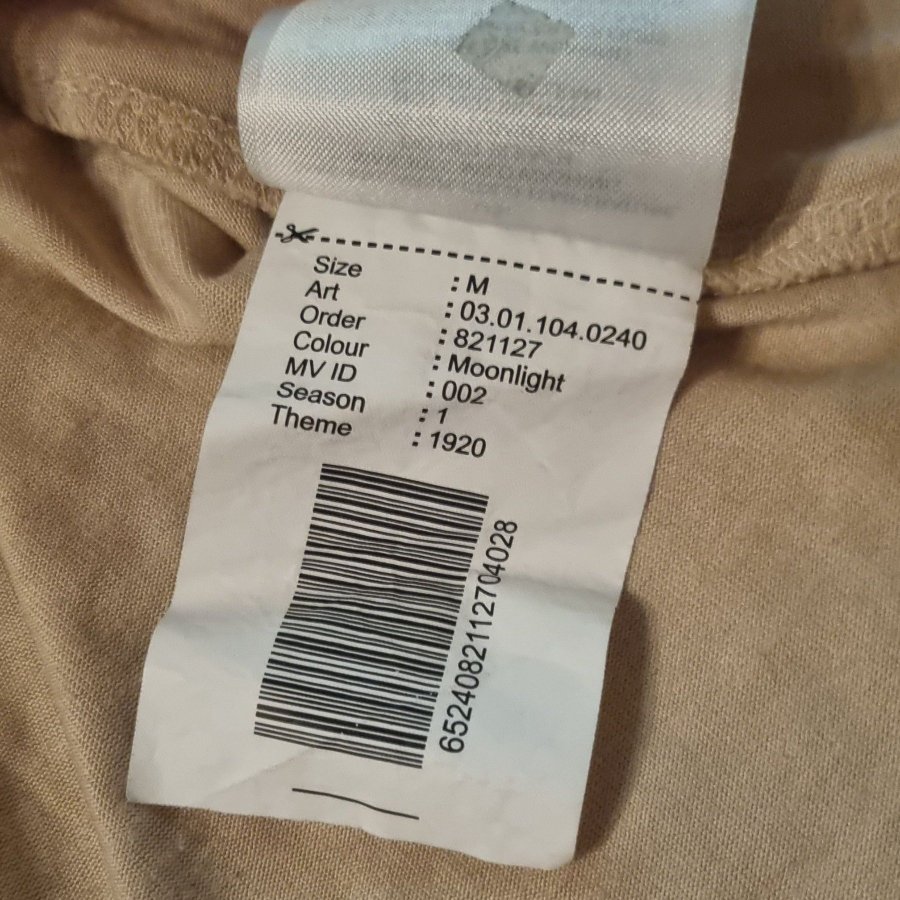 Size : M
Art : 03.01.104.0240
Order : 821127
Colour : Moonlight
MV ID : 002
Season : 1
Theme : 1920
6524082112704028